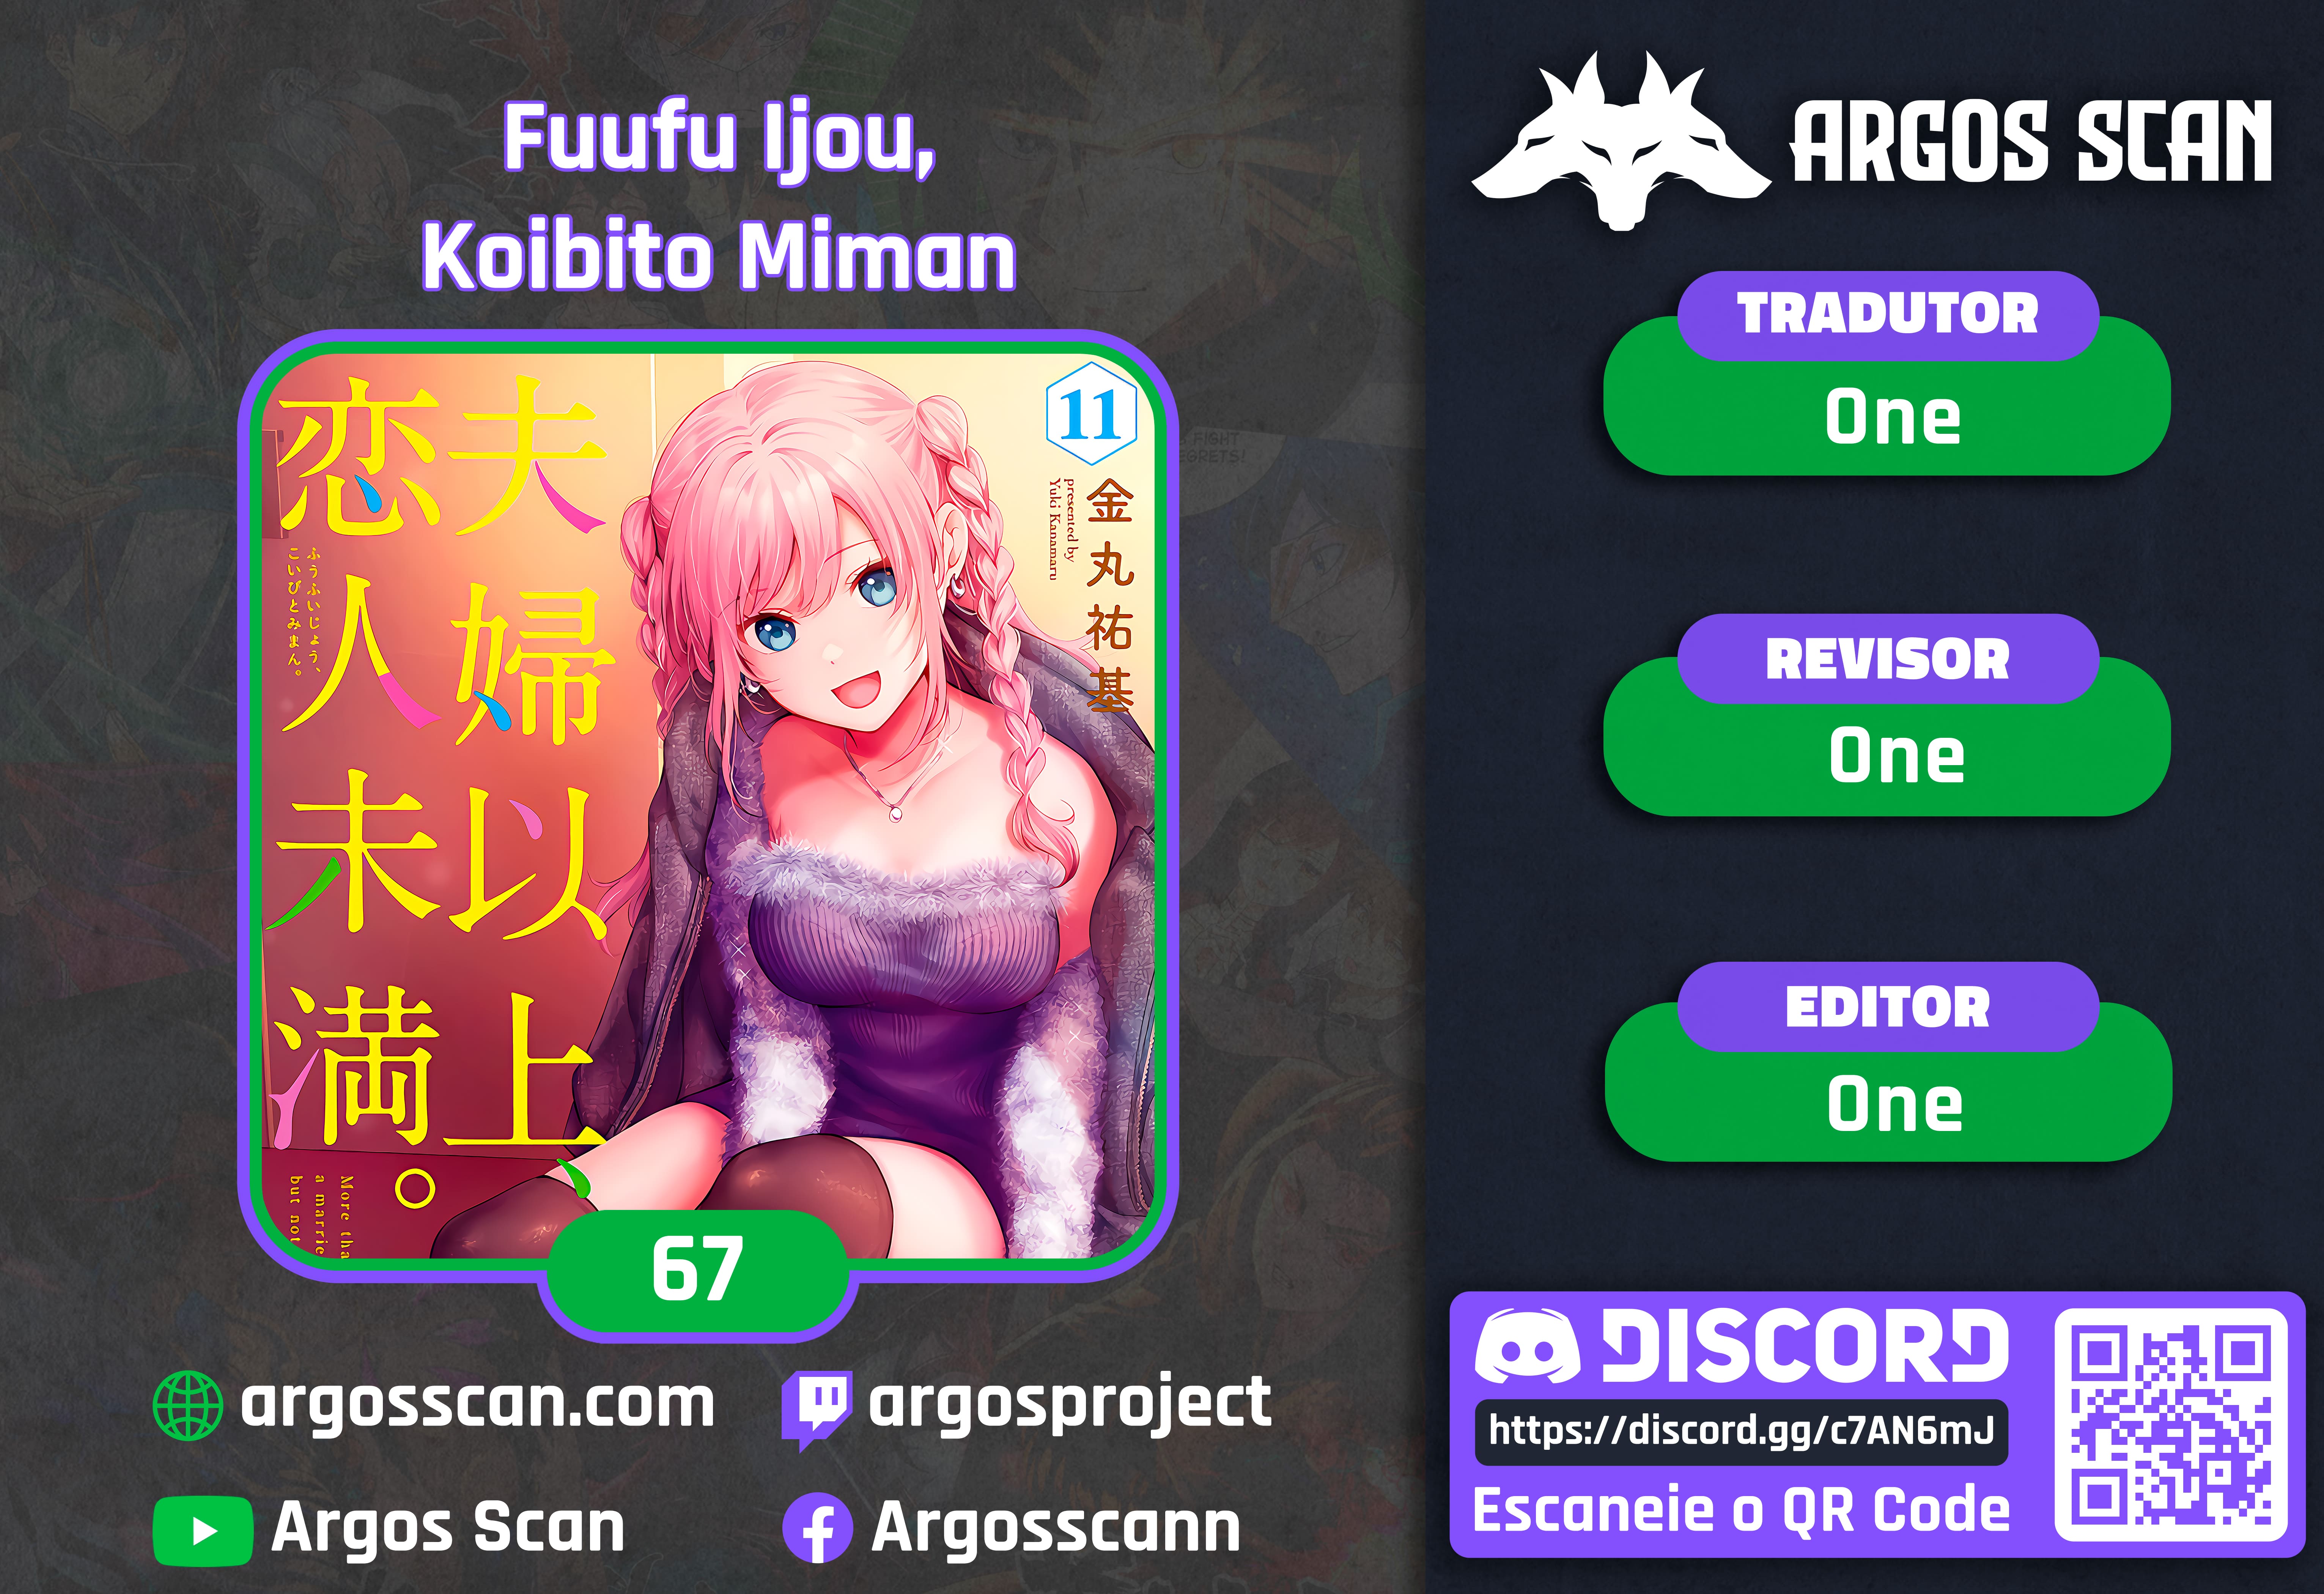 Fuufu Ijou,
Koibito Miman
夫婦以上
恋人未満。
ふうふいじょう、
こいびとみまん。
11
金丸祐基
presented by
Yuki Kanamaru
More tha
a marrie
but not
67
argosscan.com
argosproject
Argos Scan
Argosscann
ARGOS SCAN
TRADUTOR
One
REVISOR
One
EDITOR
One
DISCORD
https://discord.gg/c7AN6mJ
Escaneie o QR Code
FIGHT
EGRETS!